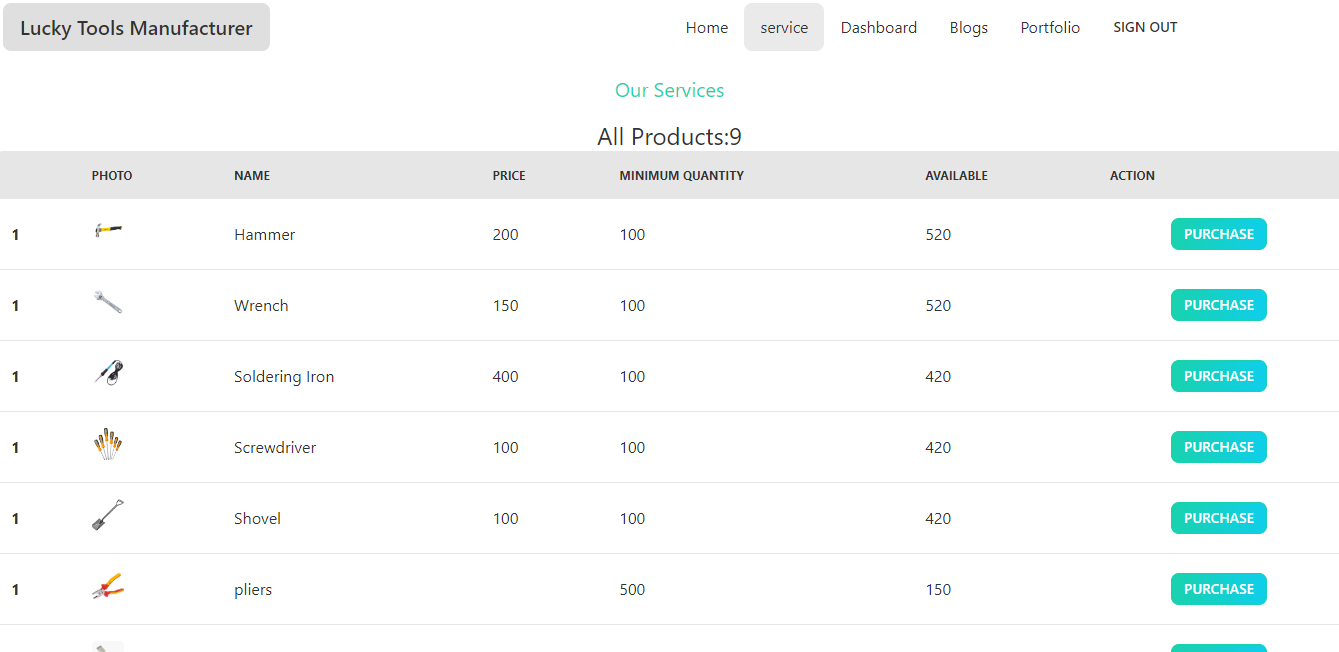 Lucky Tools Manufacturer Home service Dashboard Blogs Portfolio SIGN OUT
Our Services
All Products:9
PHOTO NAME PRICE MINIMUM QUANTITY AVAILABLE ACTION
1 Hammer 200 100 520 PURCHASE
1 Wrench 150 100 520 PURCHASE
1 Soldering Iron 400 100 420 PURCHASE
1 Screwdriver 100 100 420 PURCHASE
1 Shovel 100 100 420 PURCHASE
1 pliers 500 150 PURCHASE